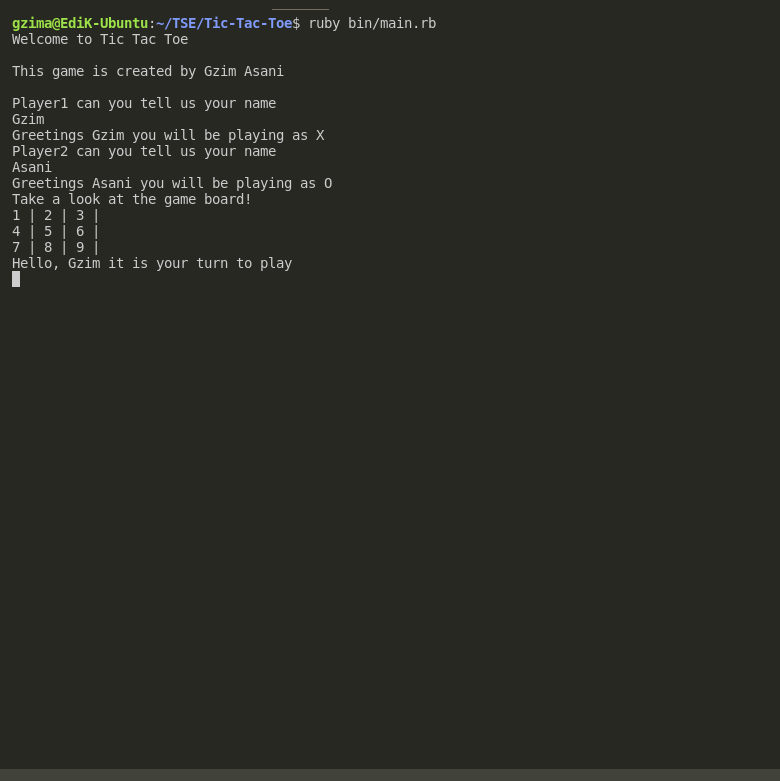 gzima@EdiK-Ubuntu:~/TSE/Tic-Tac-Toe$ ruby bin/main.rb
Welcome to Tic Tac Toe
This game is created by Gzim Asani
Player1 can you tell us your name
Gzim
Greetings Gzim you will be playing as X
Player2 can you tell us your name
Asani
Greetings Asani you will be playing as O
Take a look at the game board!
1 | 2 | 3 |
4 | 5 | 6 |
7 | 8 | 9 |
Hello, Gzim it is your turn to play